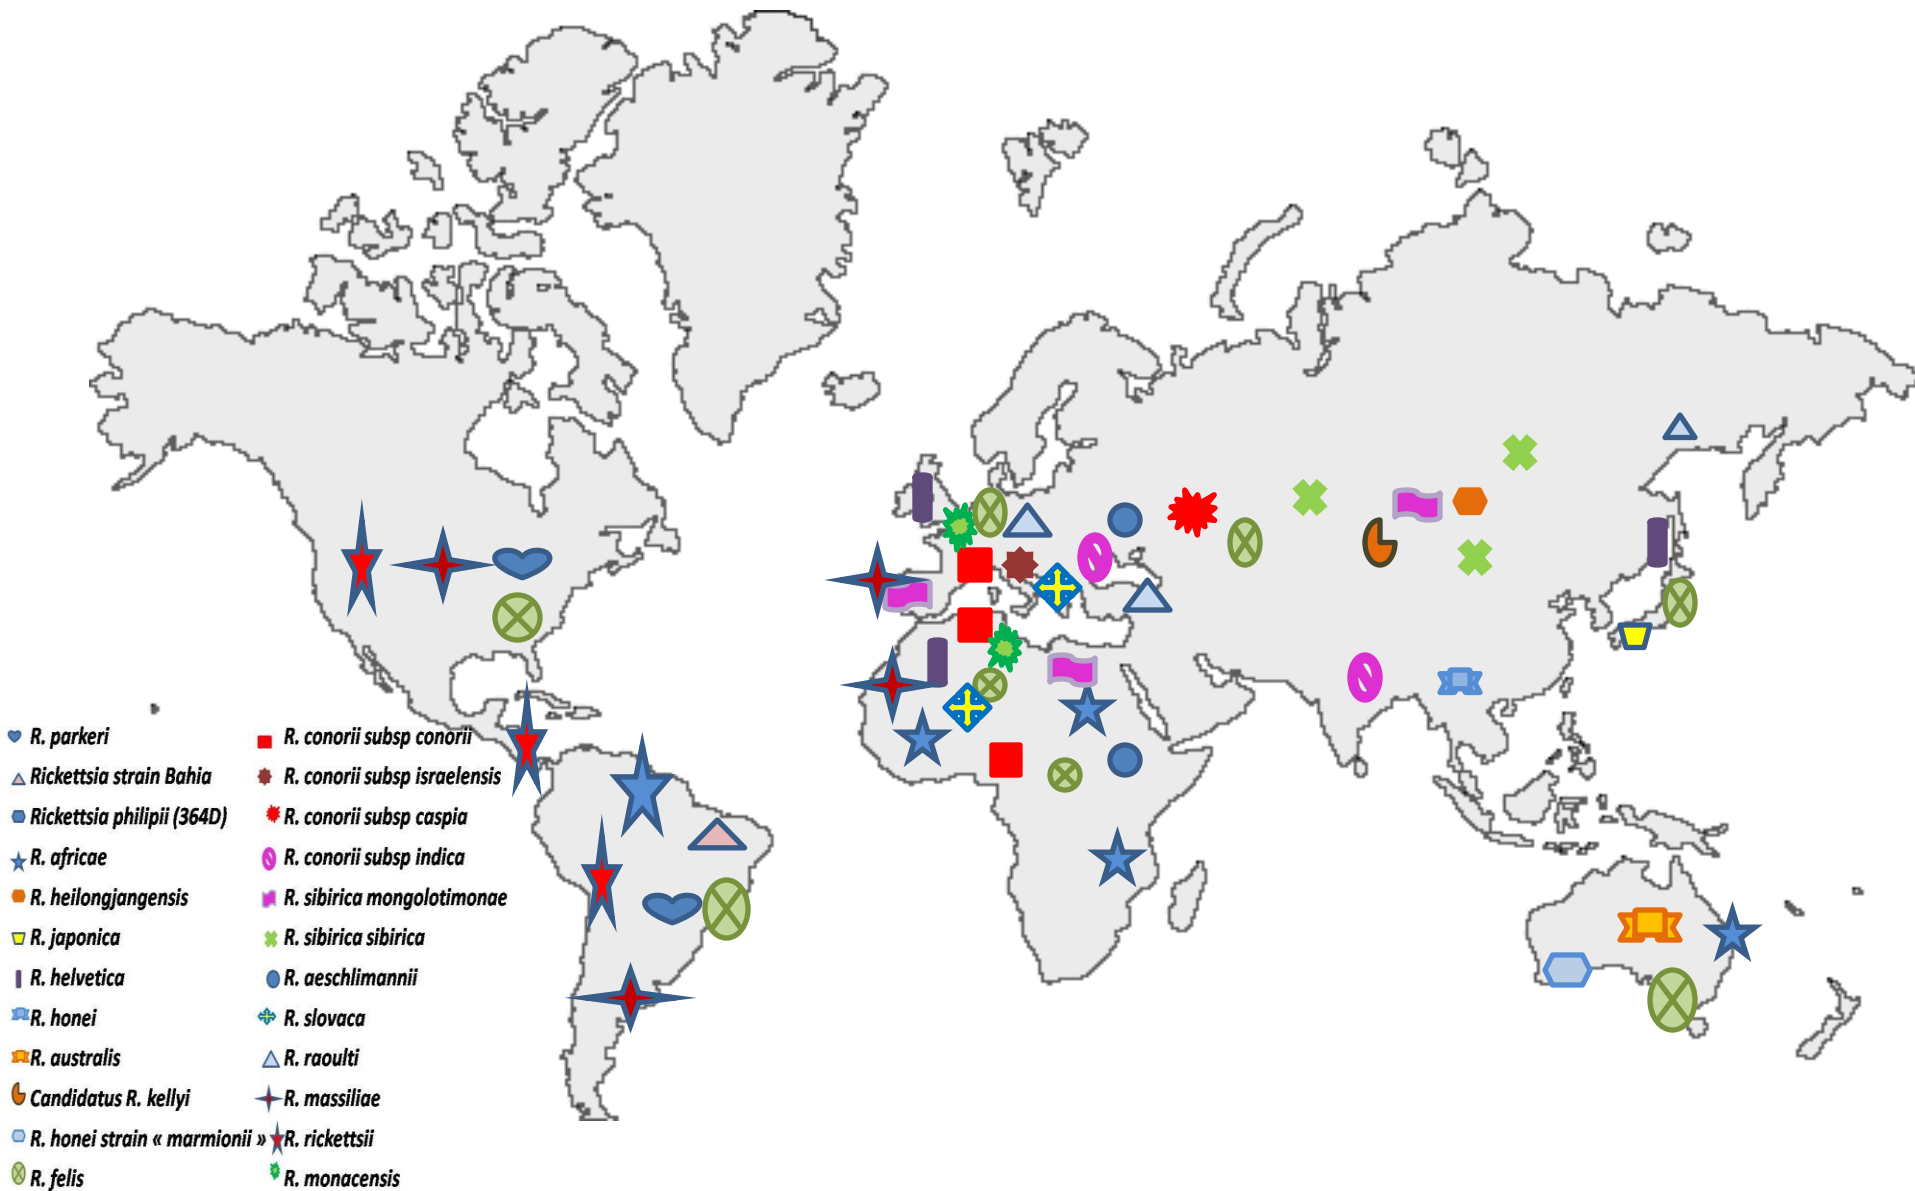 R. parkeri
Rickettsia strain Bahia
Rickettsia philipii (364D)
R. africae
R. heilongjangensis
R. japonica
R. helvetica
R. honei
R. australis
Candidatus R. kellyi
R. honei strain « marmionii »
R. felis
R. conorii subsp conorii
R. conorii subsp israelensis
R. conorii subsp caspia
R. conorii subsp indica
R. sibirica mongolotimonae
R. sibirica sibirica
R. aeschlimannii
R. slovaca
R. raoulti
R. massiliae
R. rickettsii
R. monacensis